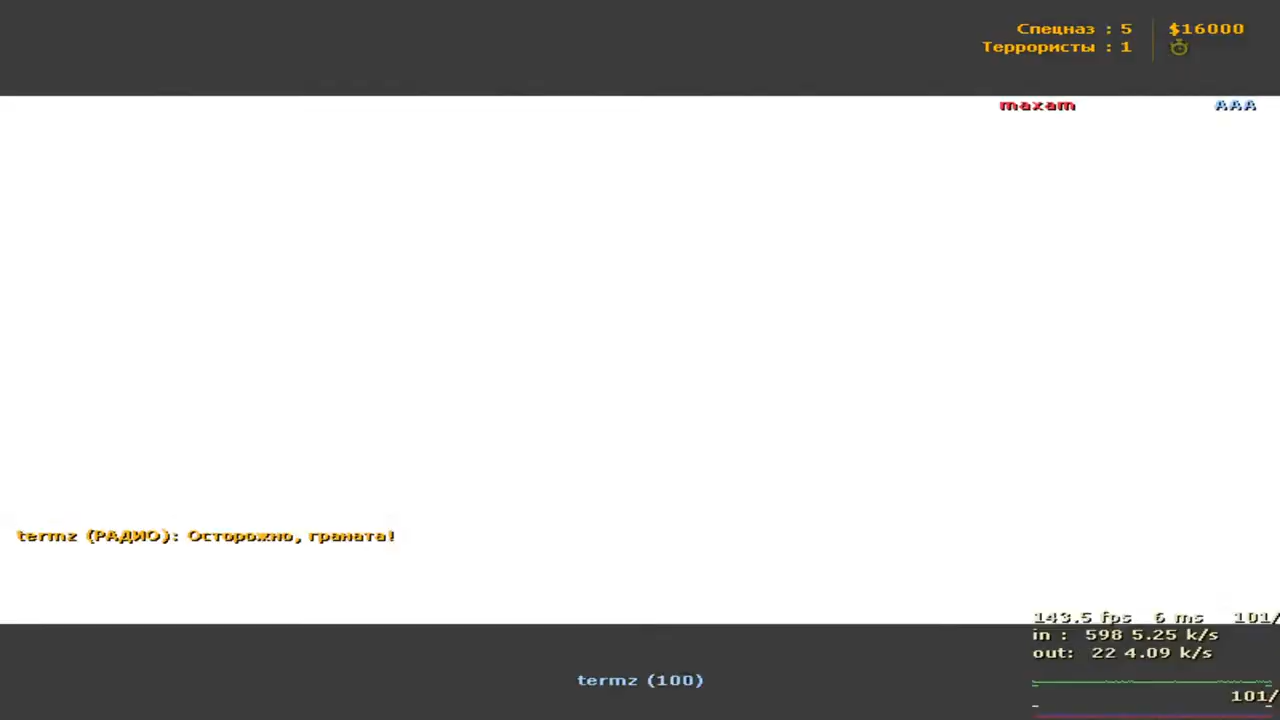 Спецназ : 5
$16000
Террористы : 1
maxam
AAA
termz (РАДИО): Осторожно, граната!
143.5 fps 6 ms 101/
in : 598 5.25 k/s
out: 22 4.09 k/s
termz (100)
101/